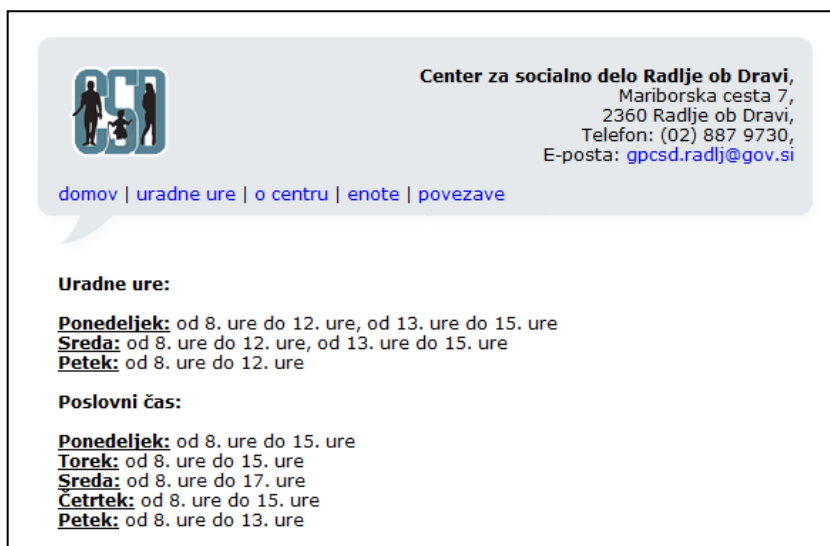 CSD
Center za socialno delo Radlje ob Dravi,
Mariborska cesta 7,
2360 Radlje ob Dravi,
Telefon: (02) 887 9730,
E-posta: gpcsd.radlj@gov.si
domov | uradne ure | o centru | enote | povezave
Uradne ure:
Ponedeljek: od 8. ure do 12. ure, od 13. ure do 15. ure
Sreda: od 8. ure do 12. ure, od 13. ure do 15. ure
Petek: od 8. ure do 12. ure
Poslovni čas:
Ponedeljek: od 8. ure do 15. ure
Torek: od 8. ure do 15. ure
Sreda: od 8. ure do 17. ure
Četrtek: od 8. ure do 15. ure
Petek: od 8. ure do 13. ure